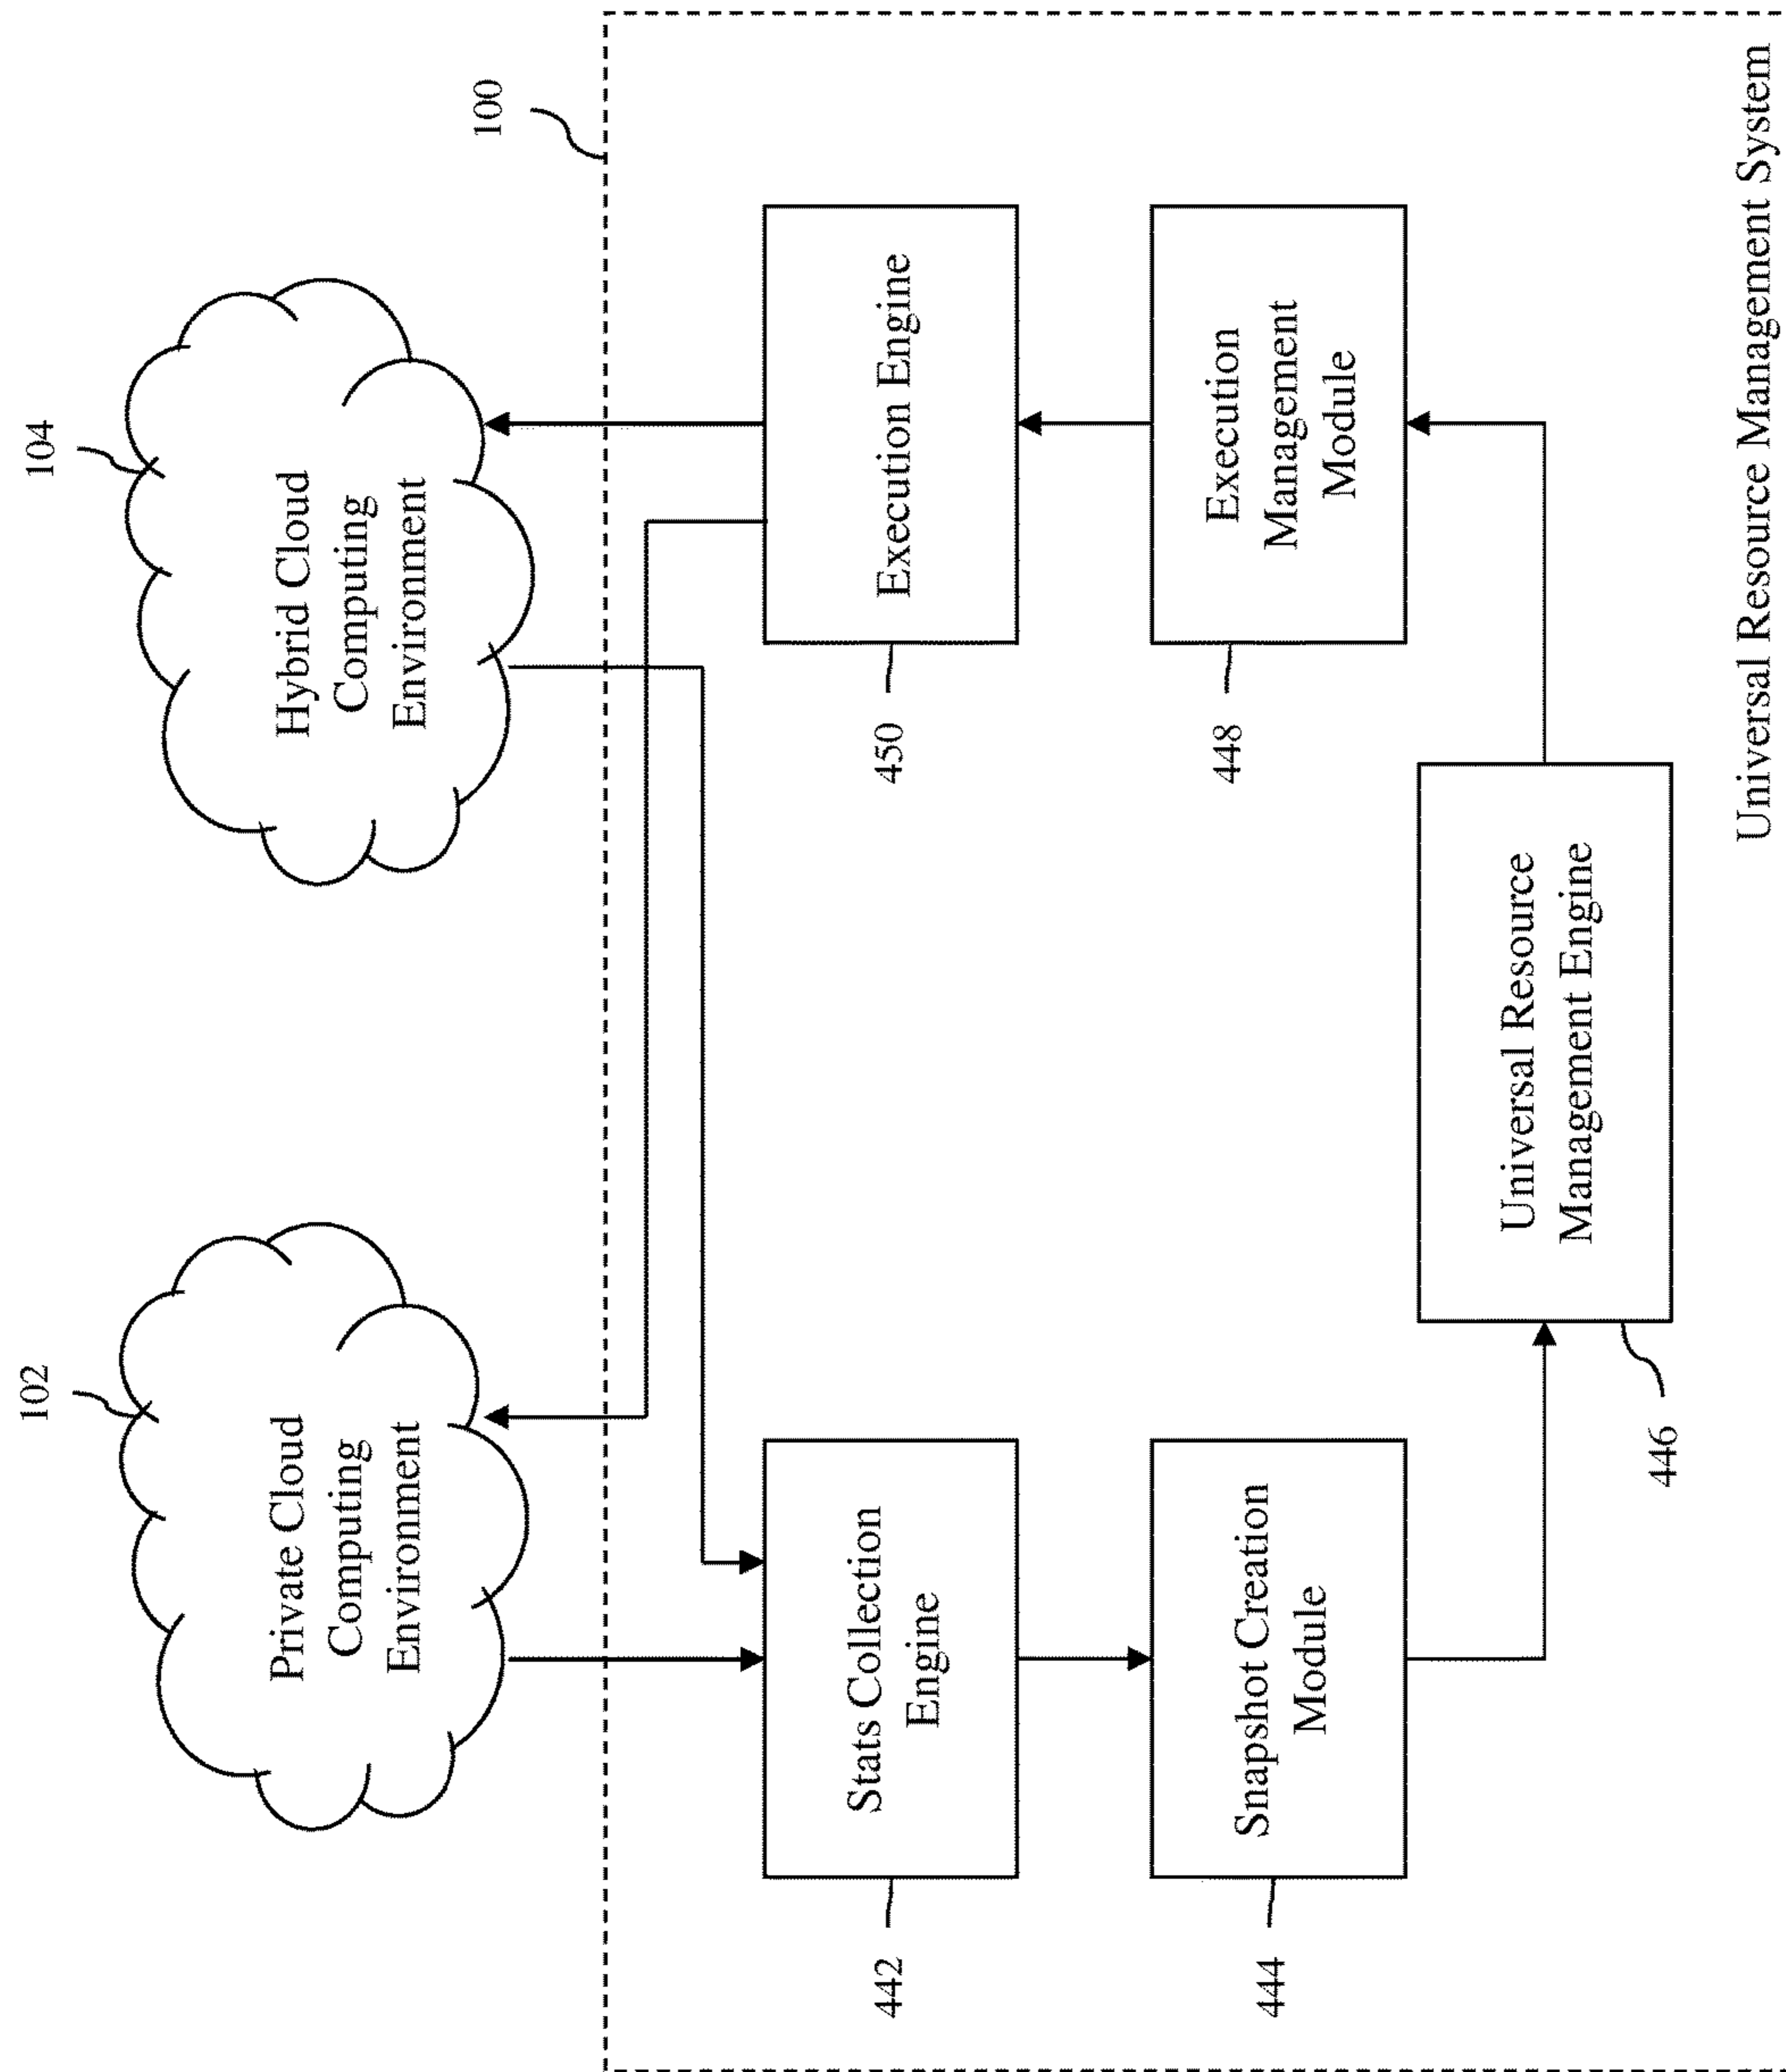 102
Private Cloud
Computing
Environment
104
Hybrid Cloud
Computing
Environment
100
442
Stats Collection
Engine
450
Execution Engine
444
Snapshot Creation
Module
448
Execution
Management
Module
446
Universal Resource
Management Engine
Universal Resource Management System